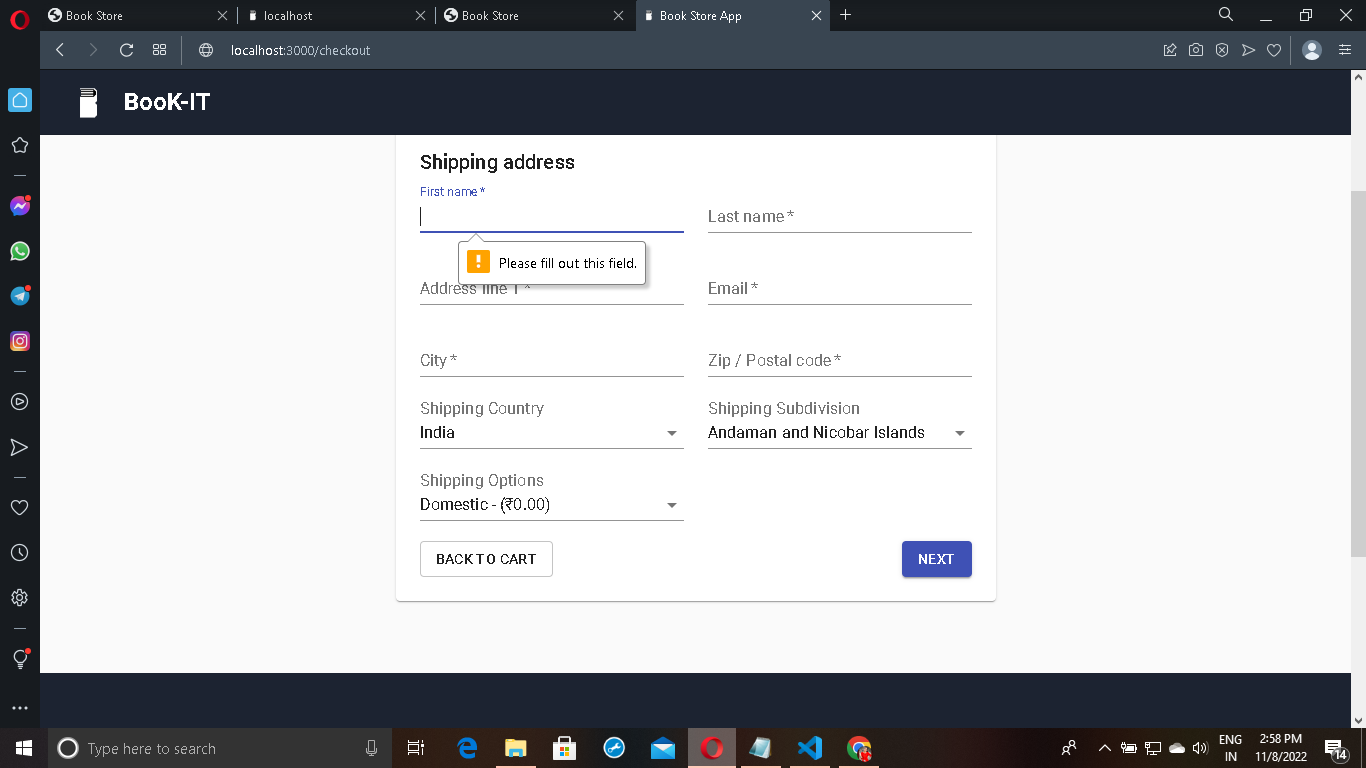 Book Store
localhost
Book Store
Book Store App
localhost:3000/checkout
BooK-IT
Shipping address
First name *
Last name *
Please fill out this field.
Address line 1 *
Email *
City *
Zip / Postal code *
Shipping Country
Shipping Subdivision
India
Andaman and Nicobar Islands
Shipping Options
Domestic - (₹0.00)
BACK TO CART
NEXT
Type here to search
ENG
IN
2:58 PM
11/8/2022
14